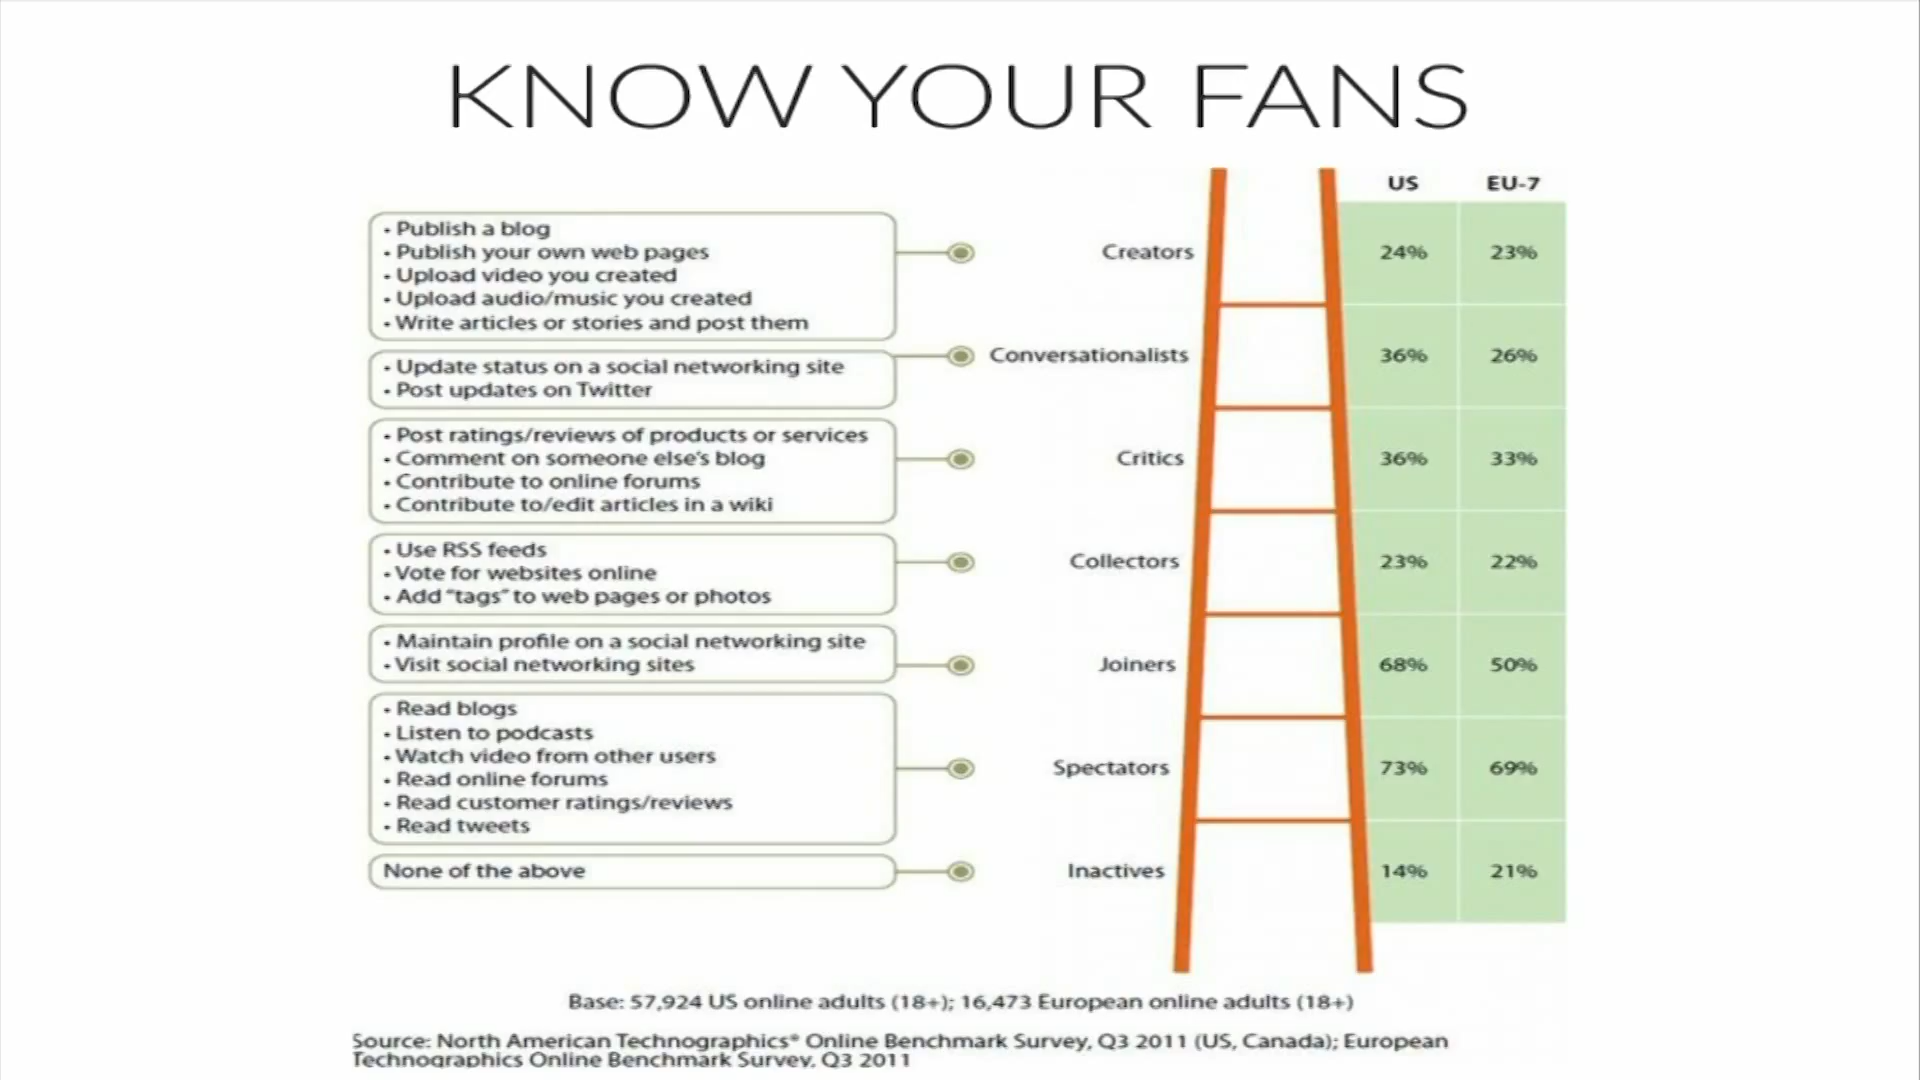 KNOW YOUR FANS
US EU-7
• Publish a blog
• Publish your own web pages
• Upload video you created
• Upload audio/music you created
• Write articles or stories and post them
Creators 24% 23%
• Update status on a social networking site
• Post updates on Twitter
Conversationalists 36% 26%
• Post ratings/reviews of products or services
• Comment on someone else's blog
• Contribute to online forums
• Contribute to/edit articles in a wiki
Critics 36% 33%
• Use RSS feeds
• Vote for websites online
• Add "tags" to web pages or photos
Collectors 23% 22%
• Maintain profile on a social networking site
• Visit social networking sites
Joiners 68% 50%
• Read blogs
• Listen to podcasts
• Watch video from other users
• Read online forums
• Read customer ratings/reviews
• Read tweets
Spectators 73% 69%
None of the above
Inactives 14% 21%
Base: 57,924 US online adults (18+); 16,473 European online adults (18+)
Source: North American Technographics® Online Benchmark Survey, Q3 2011 (US, Canada); European
Technographics Online Benchmark Survey, Q3 2011